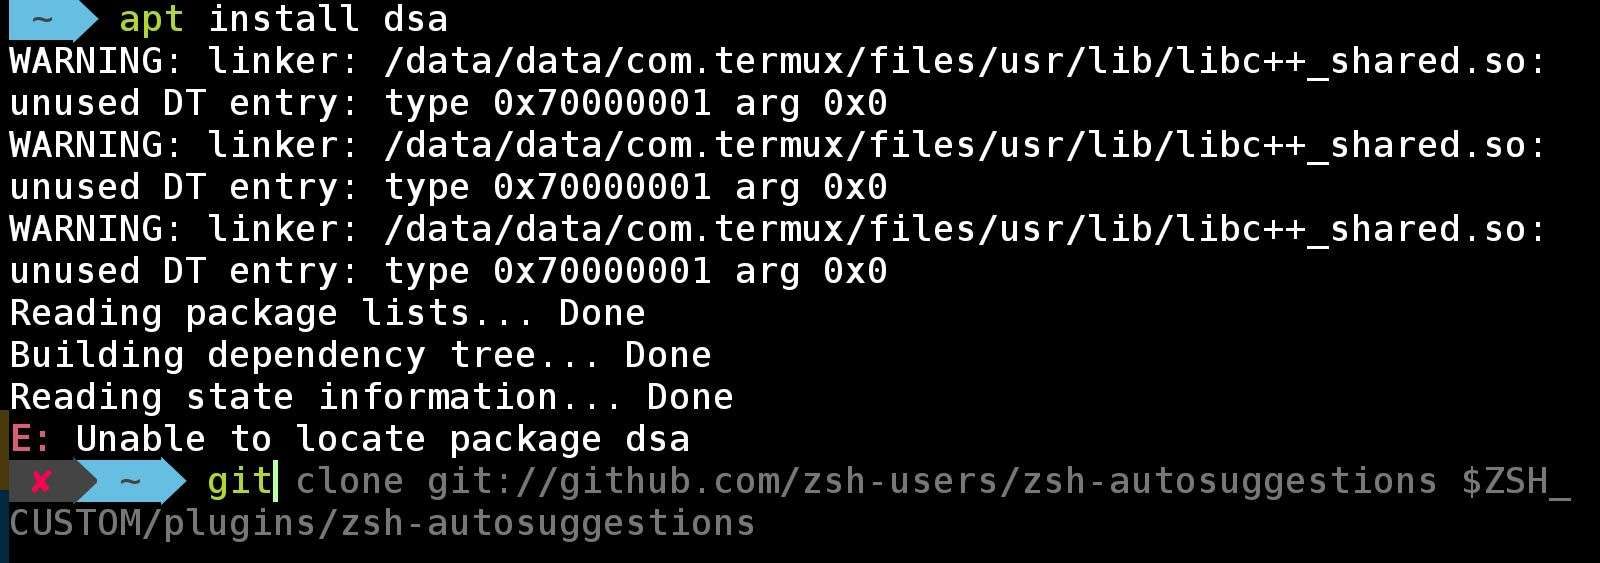 ~ apt install dsa
WARNING: linker: /data/data/com.termux/files/usr/lib/libc++_shared.so:
unused DT entry: type 0x70000001 arg 0x0
WARNING: linker: /data/data/com.termux/files/usr/lib/libc++_shared.so:
unused DT entry: type 0x70000001 arg 0x0
WARNING: linker: /data/data/com.termux/files/usr/lib/libc++_shared.so:
unused DT entry: type 0x70000001 arg 0x0
Reading package lists... Done
Building dependency tree... Done
Reading state information... Done
E: Unable to locate package dsa
✘ ~ git clone git://github.com/zsh-users/zsh-autosuggestions $ZSH_
CUSTOM/plugins/zsh-autosuggestions